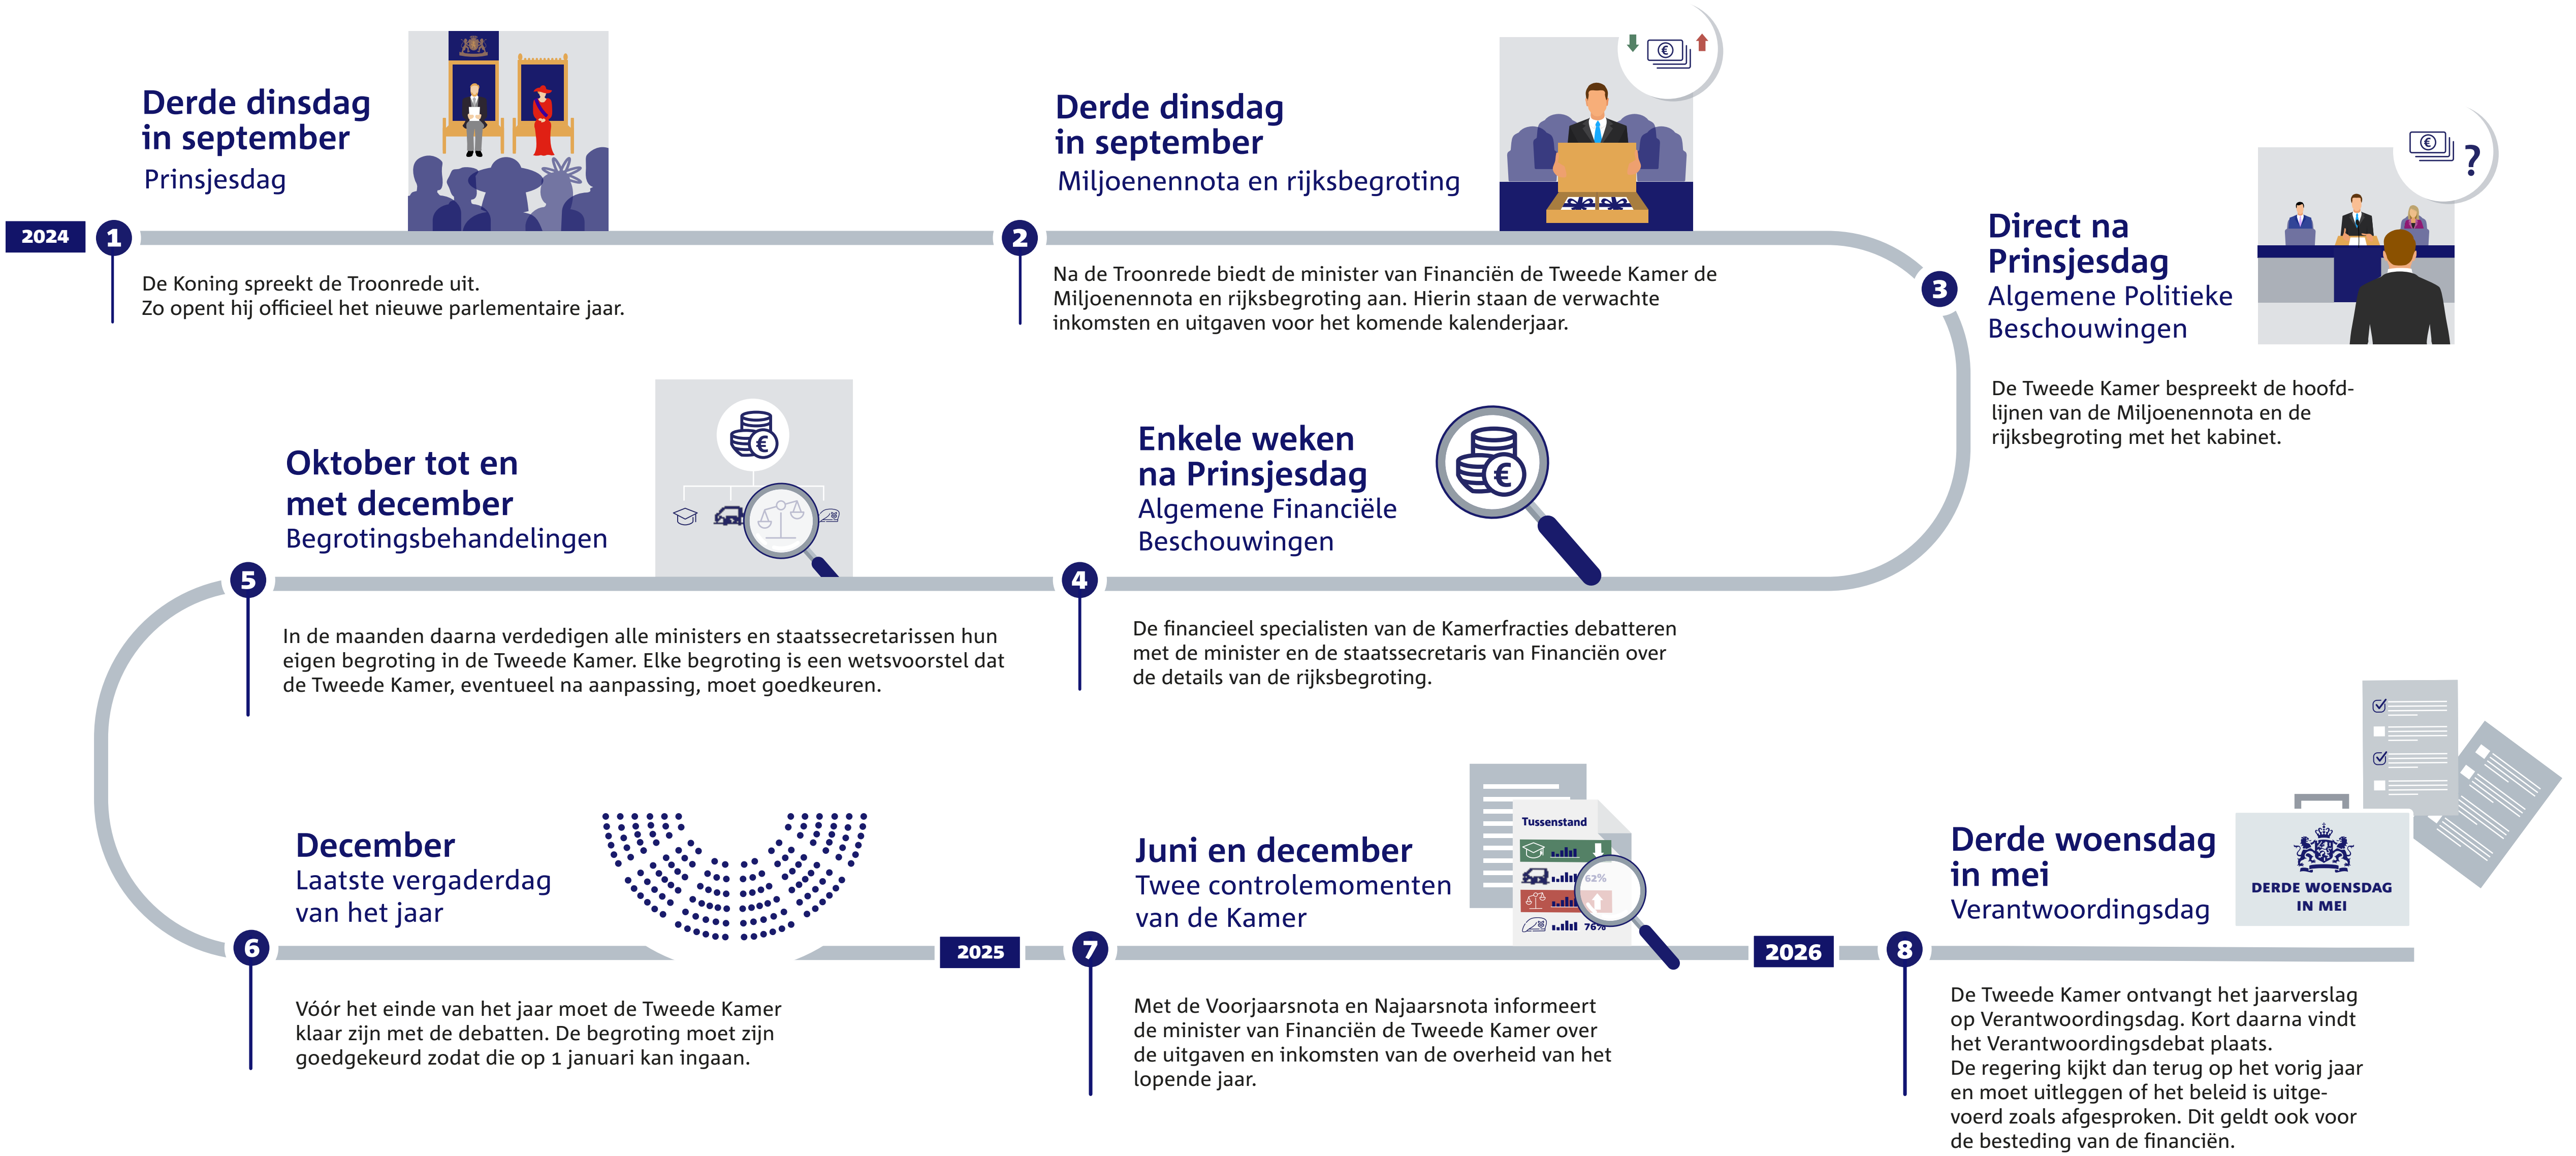 2024
1
Derde dinsdag
in september
Prinsjesdag
De Koning spreekt de Troonrede uit.
Zo opent hij officieel het nieuwe parlementaire jaar.
2
Derde dinsdag
in september
Miljoenennota en rijksbegroting
€
Na de Troonrede biedt de minister van Financiën de Tweede Kamer de
Miljoenennota en rijksbegroting aan. Hierin staan de verwachte
inkomsten en uitgaven voor het komende kalenderjaar.
3
Direct na
Prinsjesdag
Algemene Politieke
Beschouwingen
€ ?
De Tweede Kamer bespreekt de hoofd-
lijnen van de Miljoenennota en de
rijksbegroting met het kabinet.
4
Enkele weken
na Prinsjesdag
Algemene Financiële
Beschouwingen
€
De financieel specialisten van de Kamerfracties debatteren
met de minister en de staatssecretaris van Financiën over
de details van de rijksbegroting.
5
Oktober tot en
met december
Begrotingsbehandelingen
€
In de maanden daarna verdedigen alle ministers en staatssecretarissen hun
eigen begroting in de Tweede Kamer. Elke begroting is een wetsvoorstel dat
de Tweede Kamer, eventueel na aanpassing, moet goedkeuren.
6
December
Laatste vergaderdag
van het jaar
Vóór het einde van het jaar moet de Tweede Kamer
klaar zijn met de debatten. De begroting moet zijn
goedgekeurd zodat die op 1 januari kan ingaan.
2025
7
Juni en december
Twee controlemomenten
van de Kamer
Tussenstand
62%
76%
Met de Voorjaarsnota en Najaarsnota informeert
de minister van Financiën de Tweede Kamer over
de uitgaven en inkomsten van de overheid van het
lopende jaar.
2026
8
Derde woensdag
in mei
Verantwoordingsdag
DERDE WOENSDAG
IN MEI
De Tweede Kamer ontvangt het jaarverslag
op Verantwoordingsdag. Kort daarna vindt
het Verantwoordingsdebat plaats.
De regering kijkt dan terug op het vorig jaar
en moet uitleggen of het beleid is uitge-
voerd zoals afgesproken. Dit geldt ook voor
de besteding van de financiën.